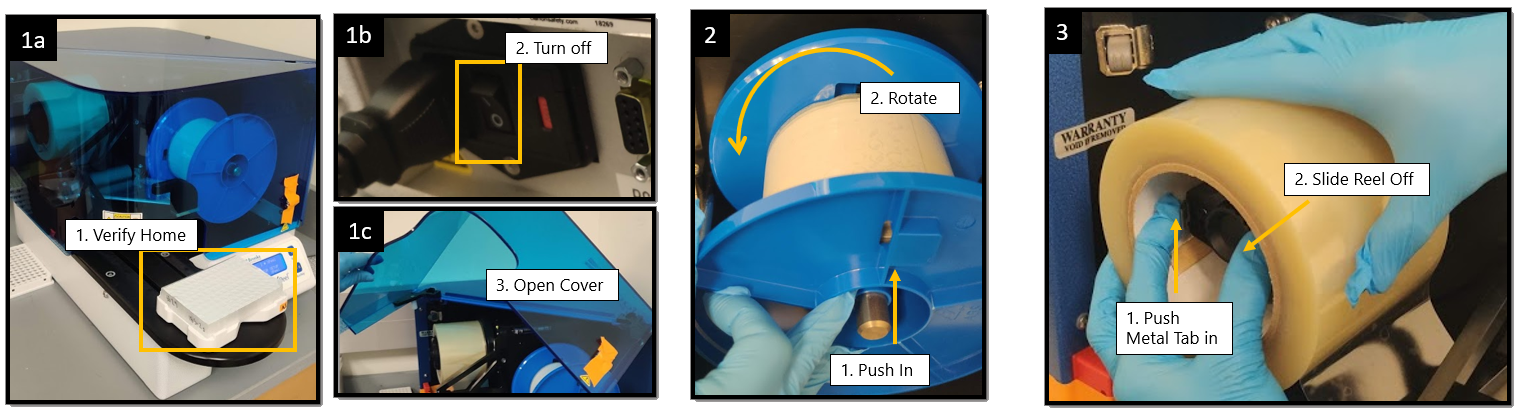 1a
1. Verify Home
1b
2. Turn off
18269
1c
3. Open Cover
2
2. Rotate
1. Push In
3
WARRANTY
VOID IF REMOVED
2. Slide Reel Off
1. Push
Metal Tab in